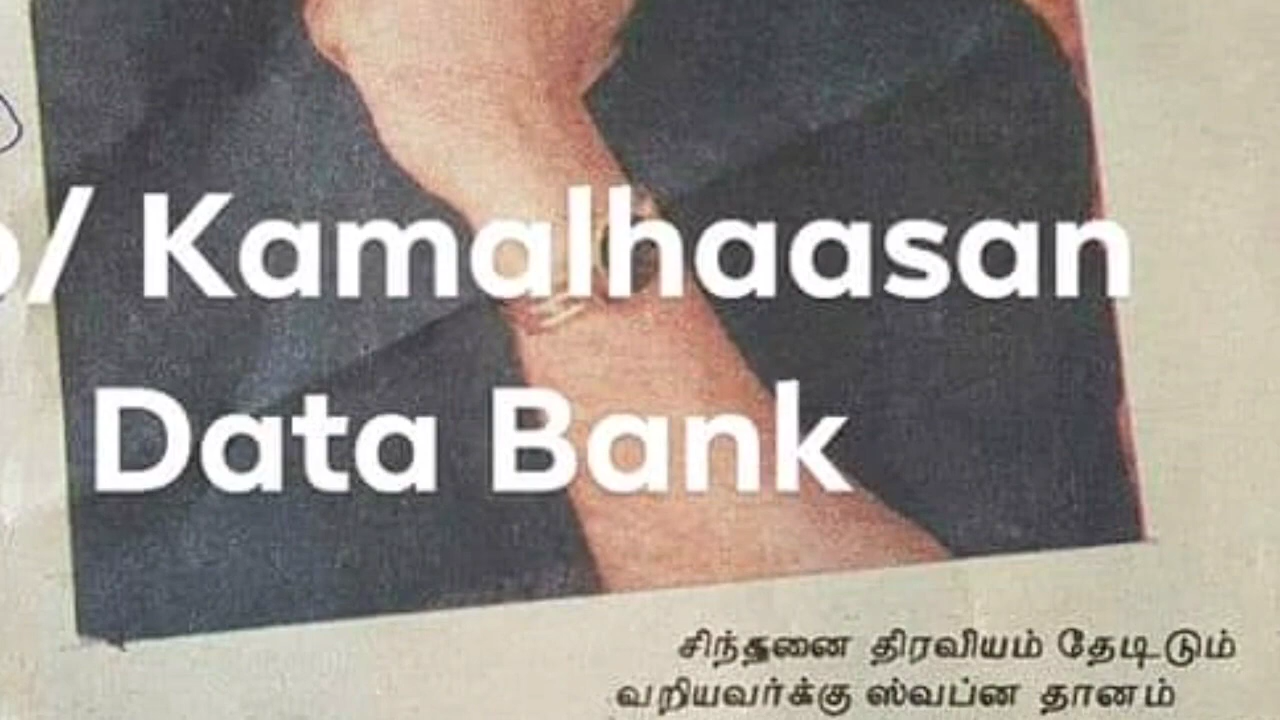 / Kamalhaasan
Data Bank
சிந்தனை திரவியம் தேடிடும்
வறியவர்க்கு ஸ்வப்ன தானம்